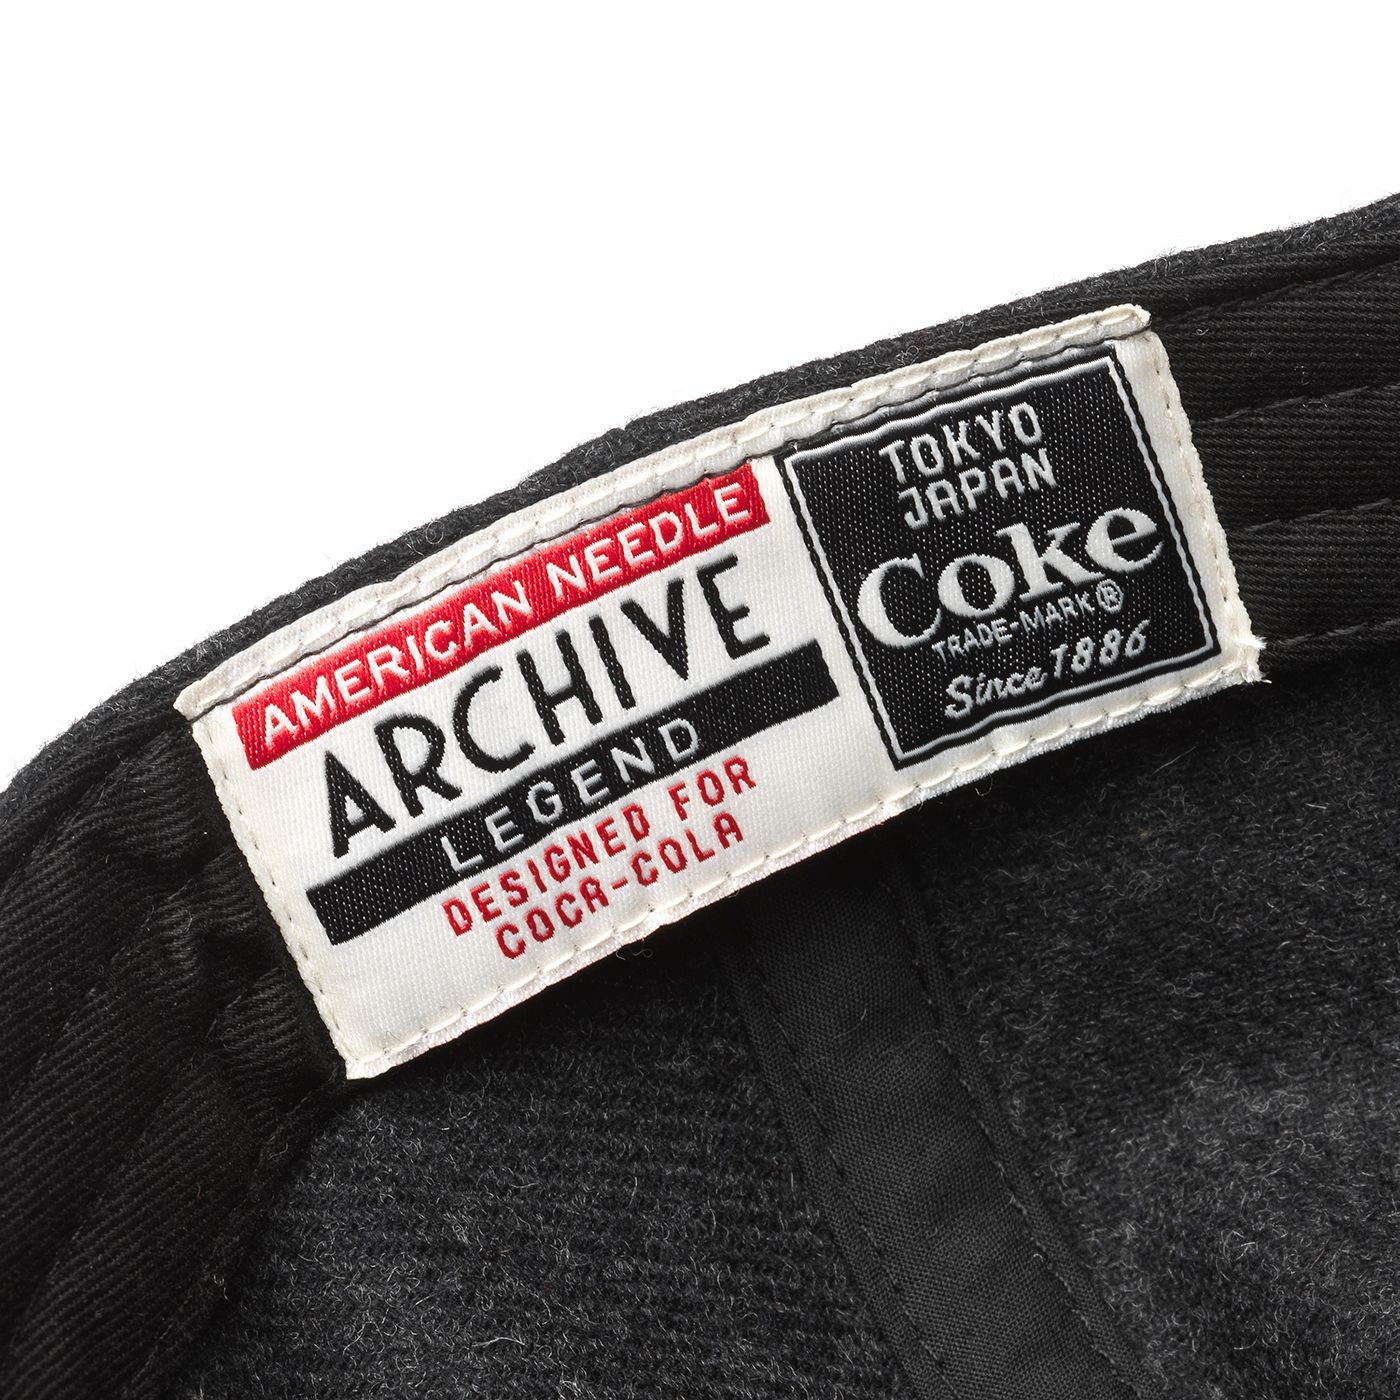 AMERICAN NEEDLE
ARCHIVE
LEGEND
DESIGNED FOR
COCA-COLA
TOKYO
JAPAN
Coke
TRADE-MARK®
Since 1886